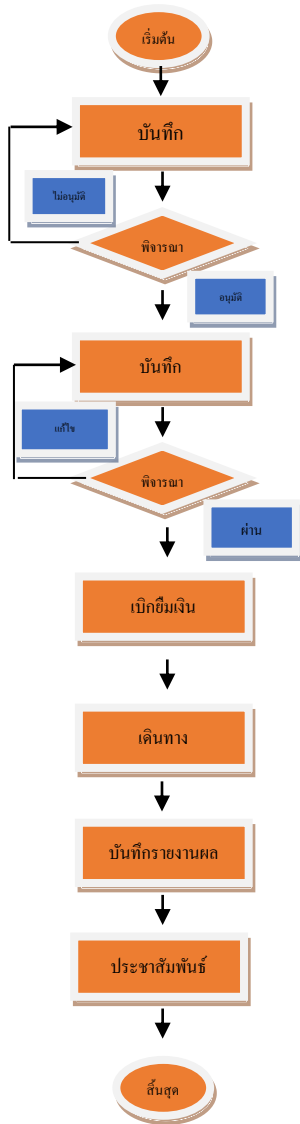 เริ่มต้น
บันทึก
ไม่อนุมัติ
พิจารณา
อนุมัติ
บันทึก
แก้ไข
พิจารณา
ผ่าน
เบิกยืมเงิน
เดินทาง
บันทึกรายงานผล
ประชาสัมพันธ์
สิ้นสุด